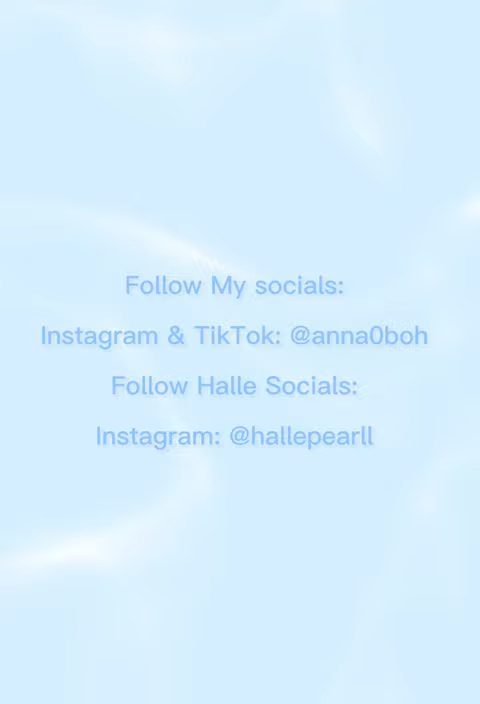 Follow My socials:
Instagram & TikTok: @anna0boh
Follow Halle Socials:
Instagram: @hallepearll